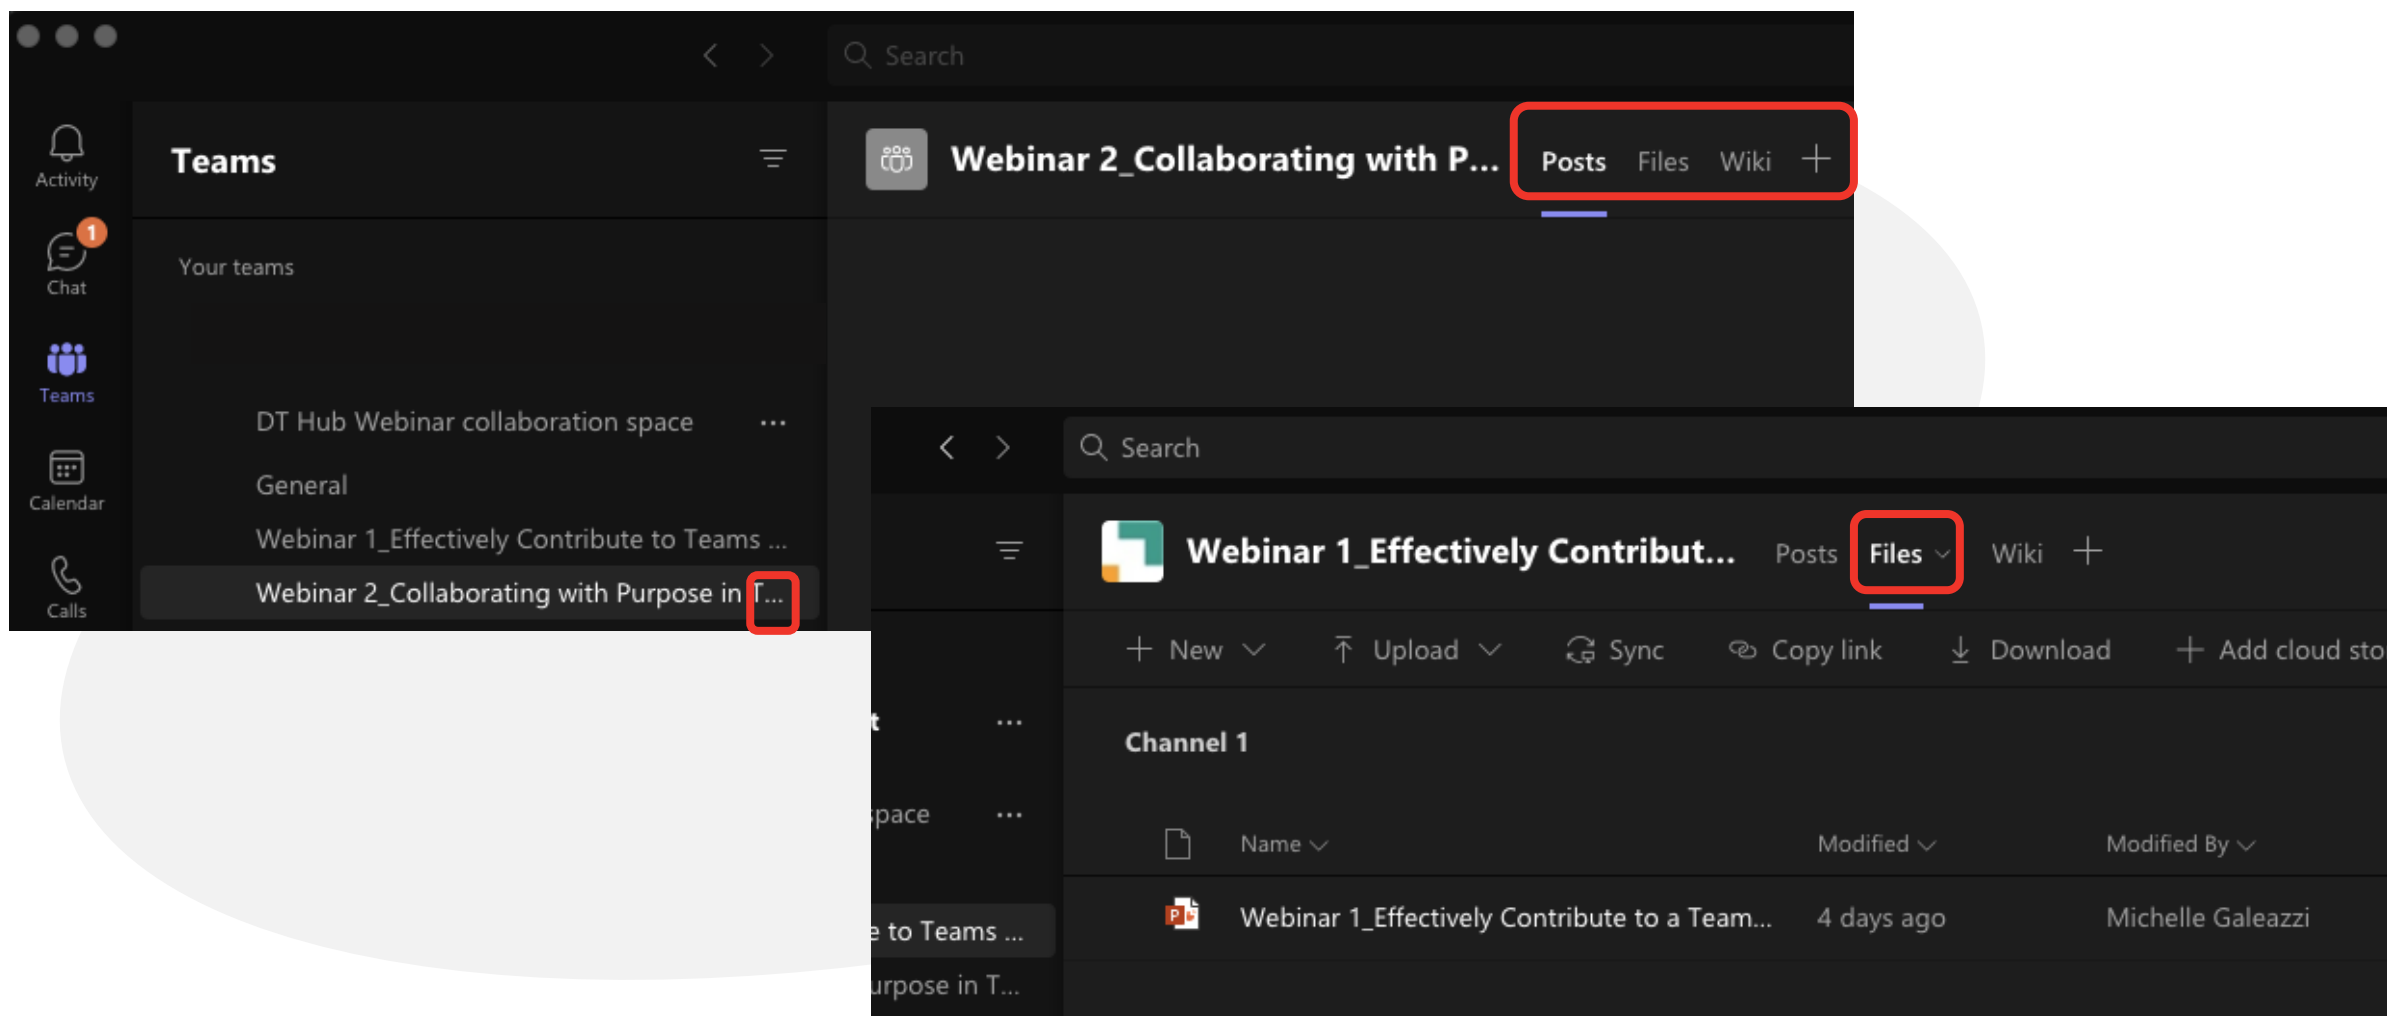 Search
Activity
Teams
Webinar 2_Collaborating with P...
Posts Files Wiki +
1
Chat
Your teams
Teams
DT Hub Webinar collaboration space ...
Calendar
General
Webinar 1_Effectively Contribute to Teams ...
Webinar 2_Collaborating with Purpose in T...
Calls
Search
Webinar 1_Effectively Contribut...
Posts Files Wiki +
+ New Upload Sync Copy link Download + Add cloud sto
t ...
Channel 1
space ...
Name Modified Modified By
P
Webinar 1_Effectively Contribute to a Team... 4 days ago Michelle Galeazzi
e to Teams ...
urpose in T...